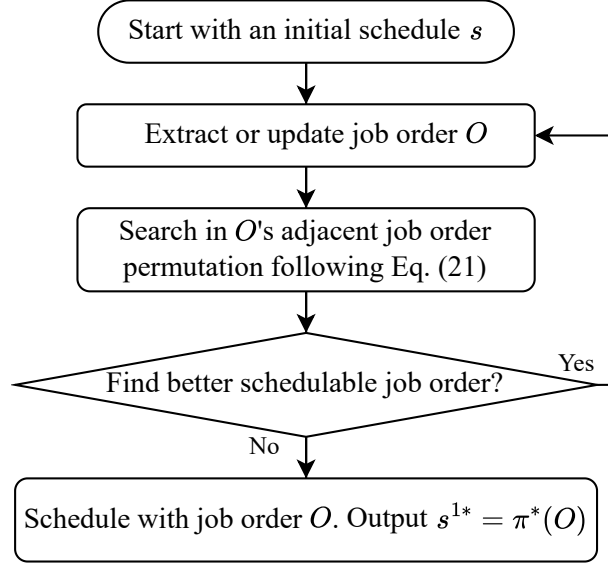 Start with an initial schedule s
Extract or update job order O
Search in O's adjacent job order
permutation following Eq. (21)
Find better schedulable job order?
Yes
No
Schedule with job order O. Output s^{1*} = π*(O)